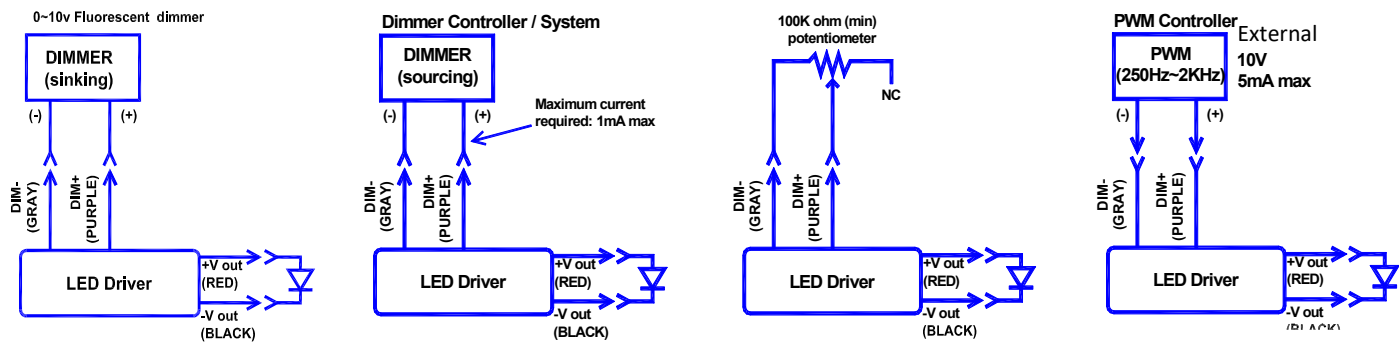 0~10v Fluorescent dimmer
DIMMER
(sinking)
(-)
(+)
DIM-
(GRAY)
DIM+
(PURPLE)
LED Driver
+V out
(RED)
-V out
(BLACK)
Dimmer Controller / System
DIMMER
(sourcing)
(-)
(+)
Maximum current
required: 1mA max
DIM-
(GRAY)
DIM+
(PURPLE)
LED Driver
+V out
(RED)
-V out
(BLACK)
100K ohm (min)
potentiometer
NC
DIM-
(GRAY)
DIM+
(PURPLE)
LED Driver
+V out
(RED)
-V out
(BLACK)
PWM Controller
External
PWM
(250Hz~2KHz)
10V
5mA max
(-)
(+)
DIM-
(GRAY)
DIM+
(PURPLE)
LED Driver
+V out
(RED)
-V out
(BLACK)